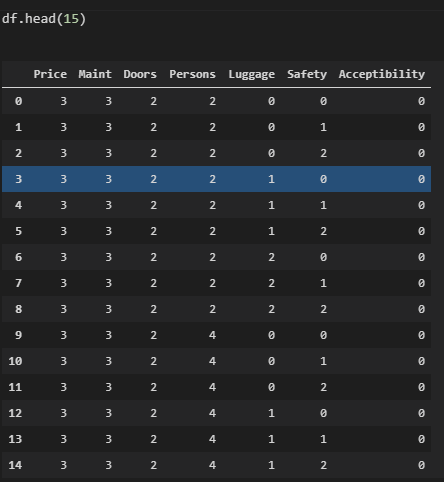 df.head(15)
Price Maint Doors Persons Luggage Safety Acceptibility
0 3 3 2 2 0 0 0
1 3 3 2 2 0 1 0
2 3 3 2 2 0 2 0
3 3 3 2 2 1 0 0
4 3 3 2 2 1 1 0
5 3 3 2 2 1 2 0
6 3 3 2 2 2 0 0
7 3 3 2 2 2 1 0
8 3 3 2 2 2 2 0
9 3 3 2 4 0 0 0
10 3 3 2 4 0 1 0
11 3 3 2 4 0 2 0
12 3 3 2 4 1 0 0
13 3 3 2 4 1 1 0
14 3 3 2 4 1 2 0